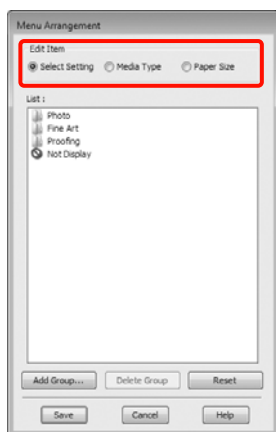 Menu Arrangement
Edit Item
Select Setting Media Type Paper Size
List :
Photo
Fine Art
Proofing
Not Display
Add Group... Delete Group Reset
Save Cancel Help